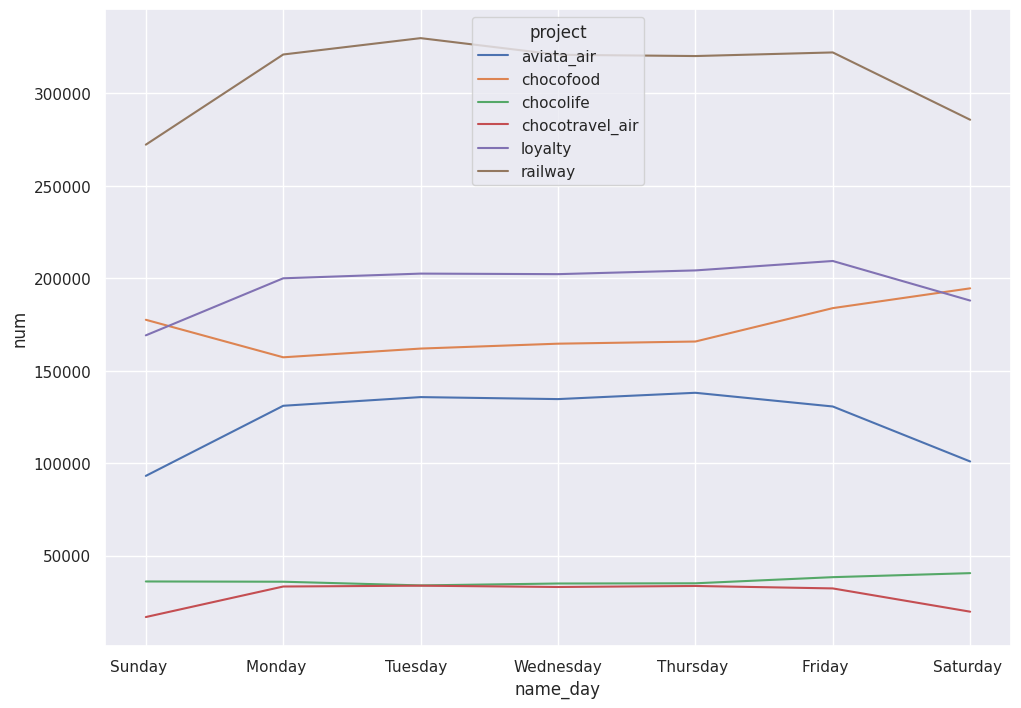 project
aviata_air
chocofood
chocolife
chocotravel_air
loyalty
railway
num
300000
250000
200000
150000
100000
50000
Sunday Monday Tuesday Wednesday Thursday Friday Saturday
name_day